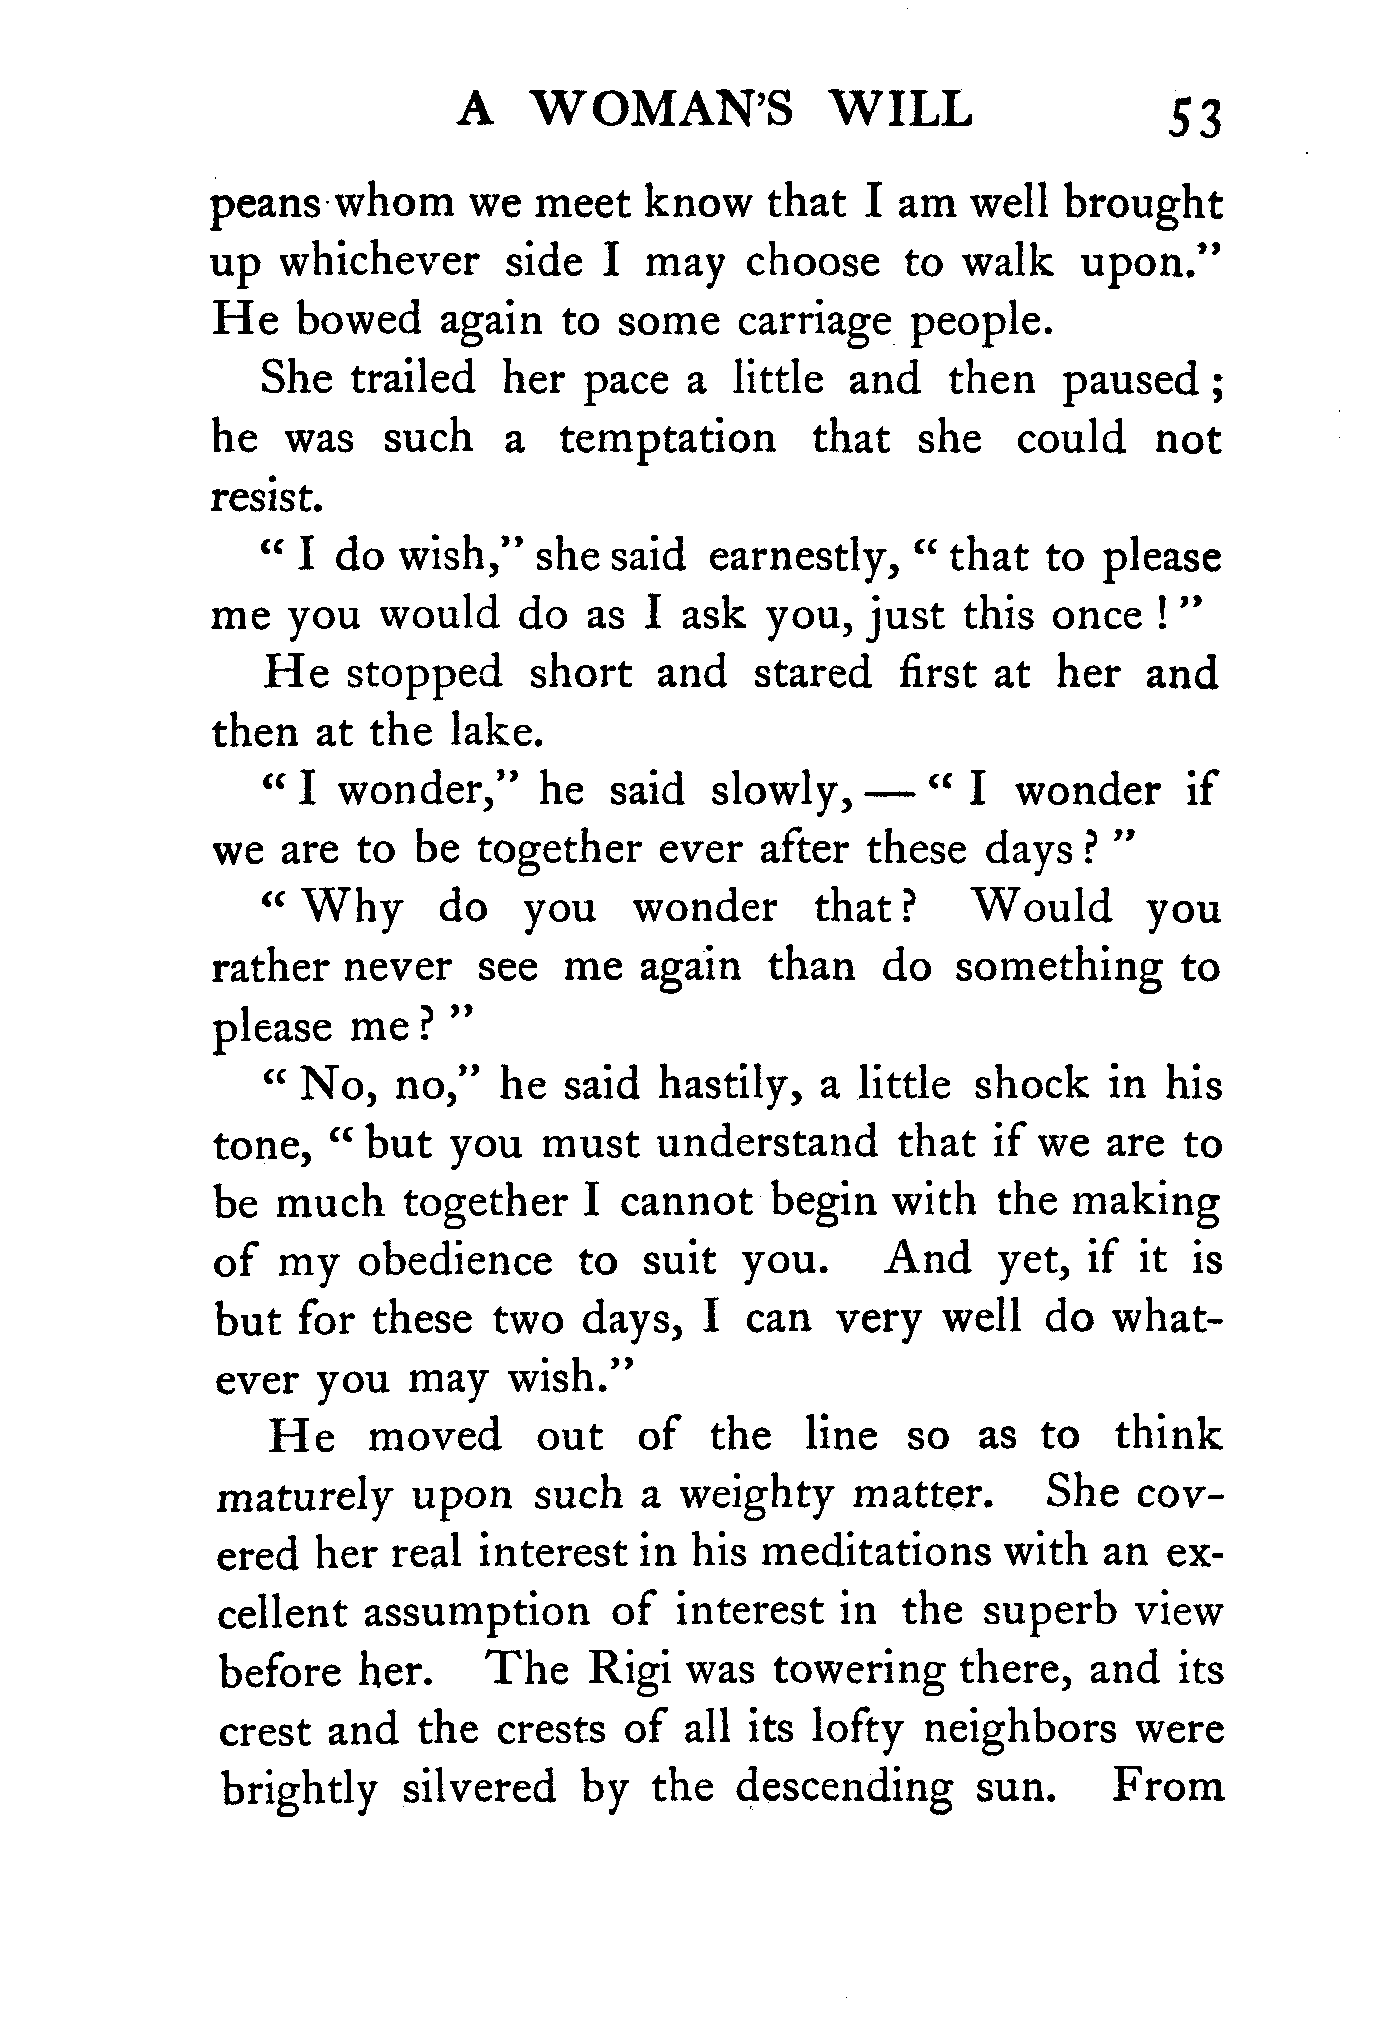 A WOMAN'S WILL 53
peans whom we meet know that I am well brought
up whichever side I may choose to walk upon."
He bowed again to some carriage people.
She trailed her pace a little and then paused ;
he was such a temptation that she could not
resist.
" I do wish," she said earnestly, " that to please
me you would do as I ask you, just this once ! "
He stopped short and stared first at her and
then at the lake.
" I wonder," he said slowly, — " I wonder if
we are to be together ever after these days ? "
" Why do you wonder that ? Would you
rather never see me again than do something to
please me ? "
" No, no," he said hastily, a little shock in his
tone, " but you must understand that if we are to
be much together I cannot begin with the making
of my obedience to suit you. And yet, if it is
but for these two days, I can very well do what-
ever you may wish."
He moved out of the line so as to think
maturely upon such a weighty matter. She cov-
ered her real interest in his meditations with an ex-
cellent assumption of interest in the superb view
before her. The Rigi was towering there, and its
crest and the crests of all its lofty neighbors were
brightly silvered by the descending sun. From